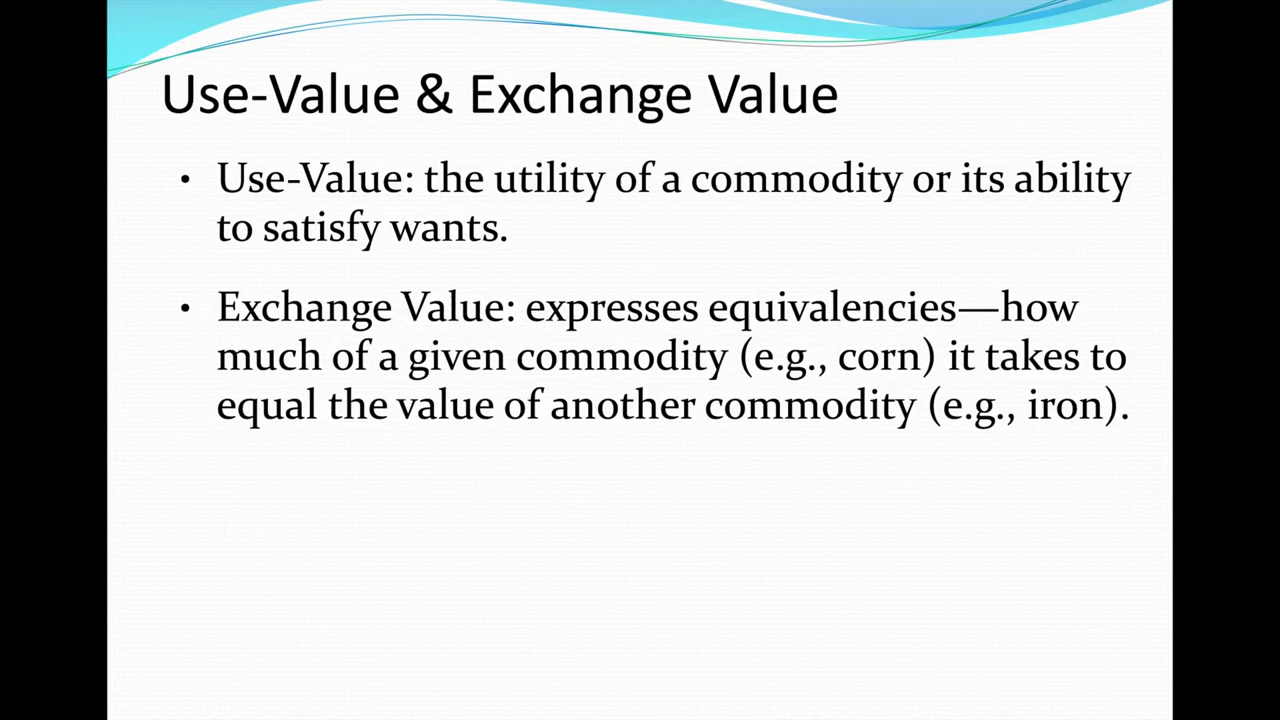 Use-Value & Exchange Value
• Use-Value: the utility of a commodity or its ability
to satisfy wants.
• Exchange Value: expresses equivalencies—how
much of a given commodity (e.g., corn) it takes to
equal the value of another commodity (e.g., iron).